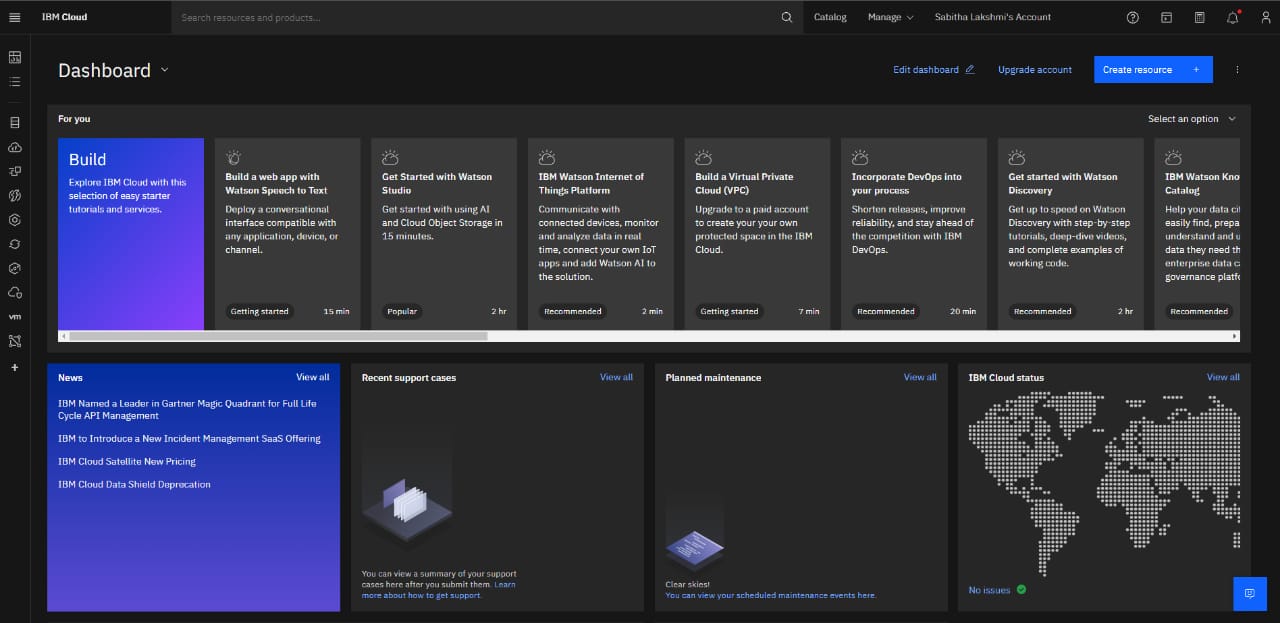 IBM Cloud
Search resources and products...
Catalog
Manage
Sabitha Lakshmi's Account
Dashboard
Edit dashboard
Upgrade account
Create resource +
For you
Select an option
Build
Explore IBM Cloud with this
selection of easy starter
tutorials and services.
Build a web app with
Watson Speech to Text
Deploy a conversational
interface compatible with
any application, device, or
channel.
Getting started
15 min
Get Started with Watson
Studio
Get started with using AI
and Cloud Object Storage in
15 minutes.
Popular
2 hr
IBM Watson Internet of
Things Platform
Communicate with
connected devices, monitor
and analyze data in real
time, connect your own IoT
apps and add Watson AI to
the solution.
Recommended
2 min
Build a Virtual Private
Cloud (VPC)
Upgrade to a paid account
to create your your own
protected space in the IBM
Cloud.
Getting started
7 min
Incorporate DevOps into
your process
Shorten releases, improve
reliability, and stay ahead of
the competition with IBM
DevOps.
Recommended
20 min
Get started with Watson
Discovery
Get up to speed on Watson
Discovery with step-by-step
tutorials, deep-dive videos,
and complete examples of
working code.
Recommended
2 hr
IBM Watson Kno
Catalog
Help your data cit
easily find, prepa
understand and u
data they need th
enterprise data ca
governance platfo
Recommended
vm
+
News
View all
IBM Named a Leader in Gartner Magic Quadrant for Full Life
Cycle API Management
IBM to Introduce a New Incident Management SaaS Offering
IBM Cloud Satellite New Pricing
IBM Cloud Data Shield Deprecation
Recent support cases
View all
You can view a summary of your support
cases here after you submit them. Learn
more about how to get support.
Planned maintenance
View all
Clear skies!
You can view your scheduled maintenance events here.
IBM Cloud status
View all
No issues